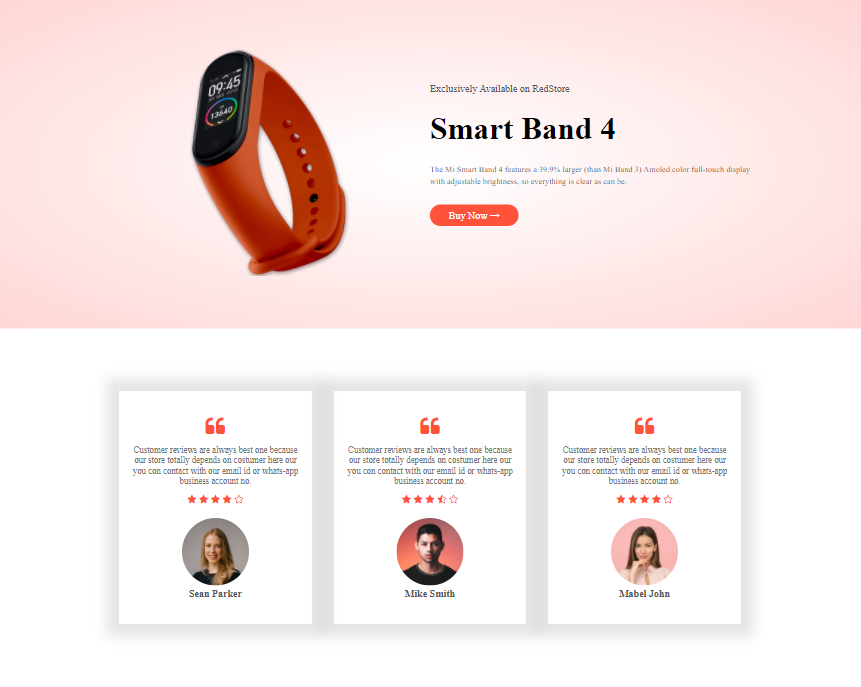 09:45
13640
Exclusively Available on RedStore
Smart Band 4
The Mi Smart Band 4 features a 39.9% larger (than Mi Band 3) Amoled color full-touch display
with adjustable brightness, so everything is clear as can be.
Buy Now →
Customer reviews are always best one because
our store totally depends on costumer here our
you con contact with our email id or whats-app
business account no.
Sean Parker
Customer reviews are always best one because
our store totally depends on costumer here our
you con contact with our email id or whats-app
business account no.
Mike Smith
Customer reviews are always best one because
our store totally depends on costumer here our
you con contact with our email id or whats-app
business account no.
Mabel John